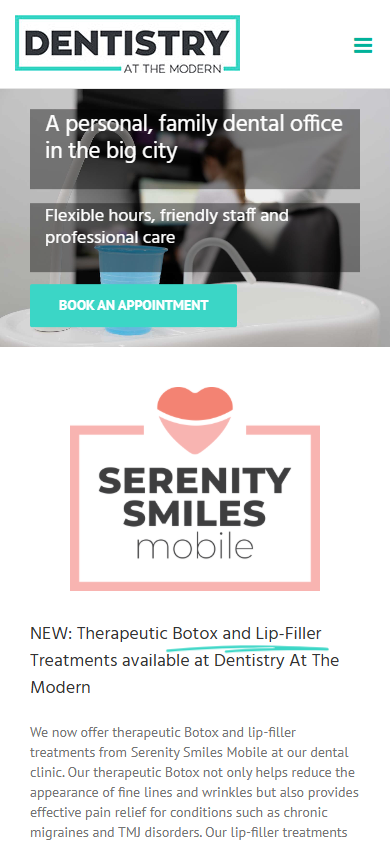 DENTISTRY
AT THE MODERN
A personal, family dental office
in the big city
Flexible hours, friendly staff and
professional care
BOOK AN APPOINTMENT
SERENITY
SMILES
mobile
NEW: Therapeutic Botox and Lip-Filler
Treatments available at Dentistry At The
Modern
We now offer therapeutic Botox and lip-filler
treatments from Serenity Smiles Mobile at our dental
clinic. Our therapeutic Botox not only helps reduce the
appearance of fine lines and wrinkles but also provides
effective pain relief for conditions such as chronic
migraines and TMJ disorders. Our lip-filler treatments